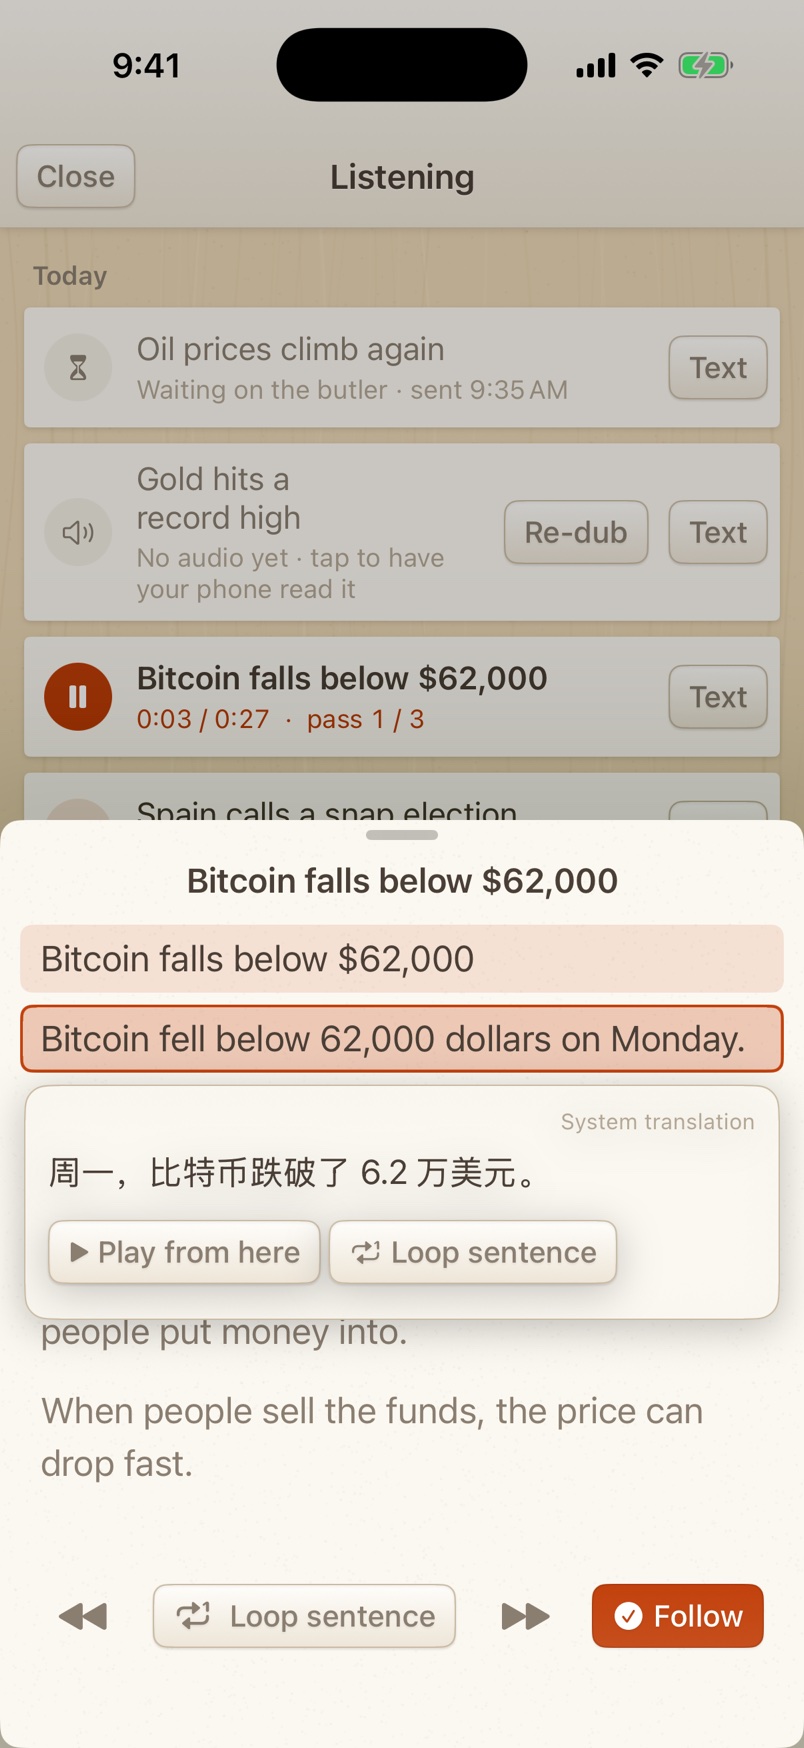 9:41
Close
Listening
Today
Oil prices climb again
Waiting on the butler · sent 9:35 AM
Text
Gold hits a
record high
No audio yet · tap to have
your phone read it
Re-dub
Text
Bitcoin falls below $62,000
0:03 / 0:27 · pass 1 / 3
Text
Spain calls a snap election
Bitcoin falls below $62,000
Bitcoin falls below $62,000
Bitcoin fell below 62,000 dollars on Monday.
System translation
周一，比特币跌破了 6.2 万美元。
Play from here
Loop sentence
people put money into.
When people sell the funds, the price can
drop fast.
Loop sentence
Follow